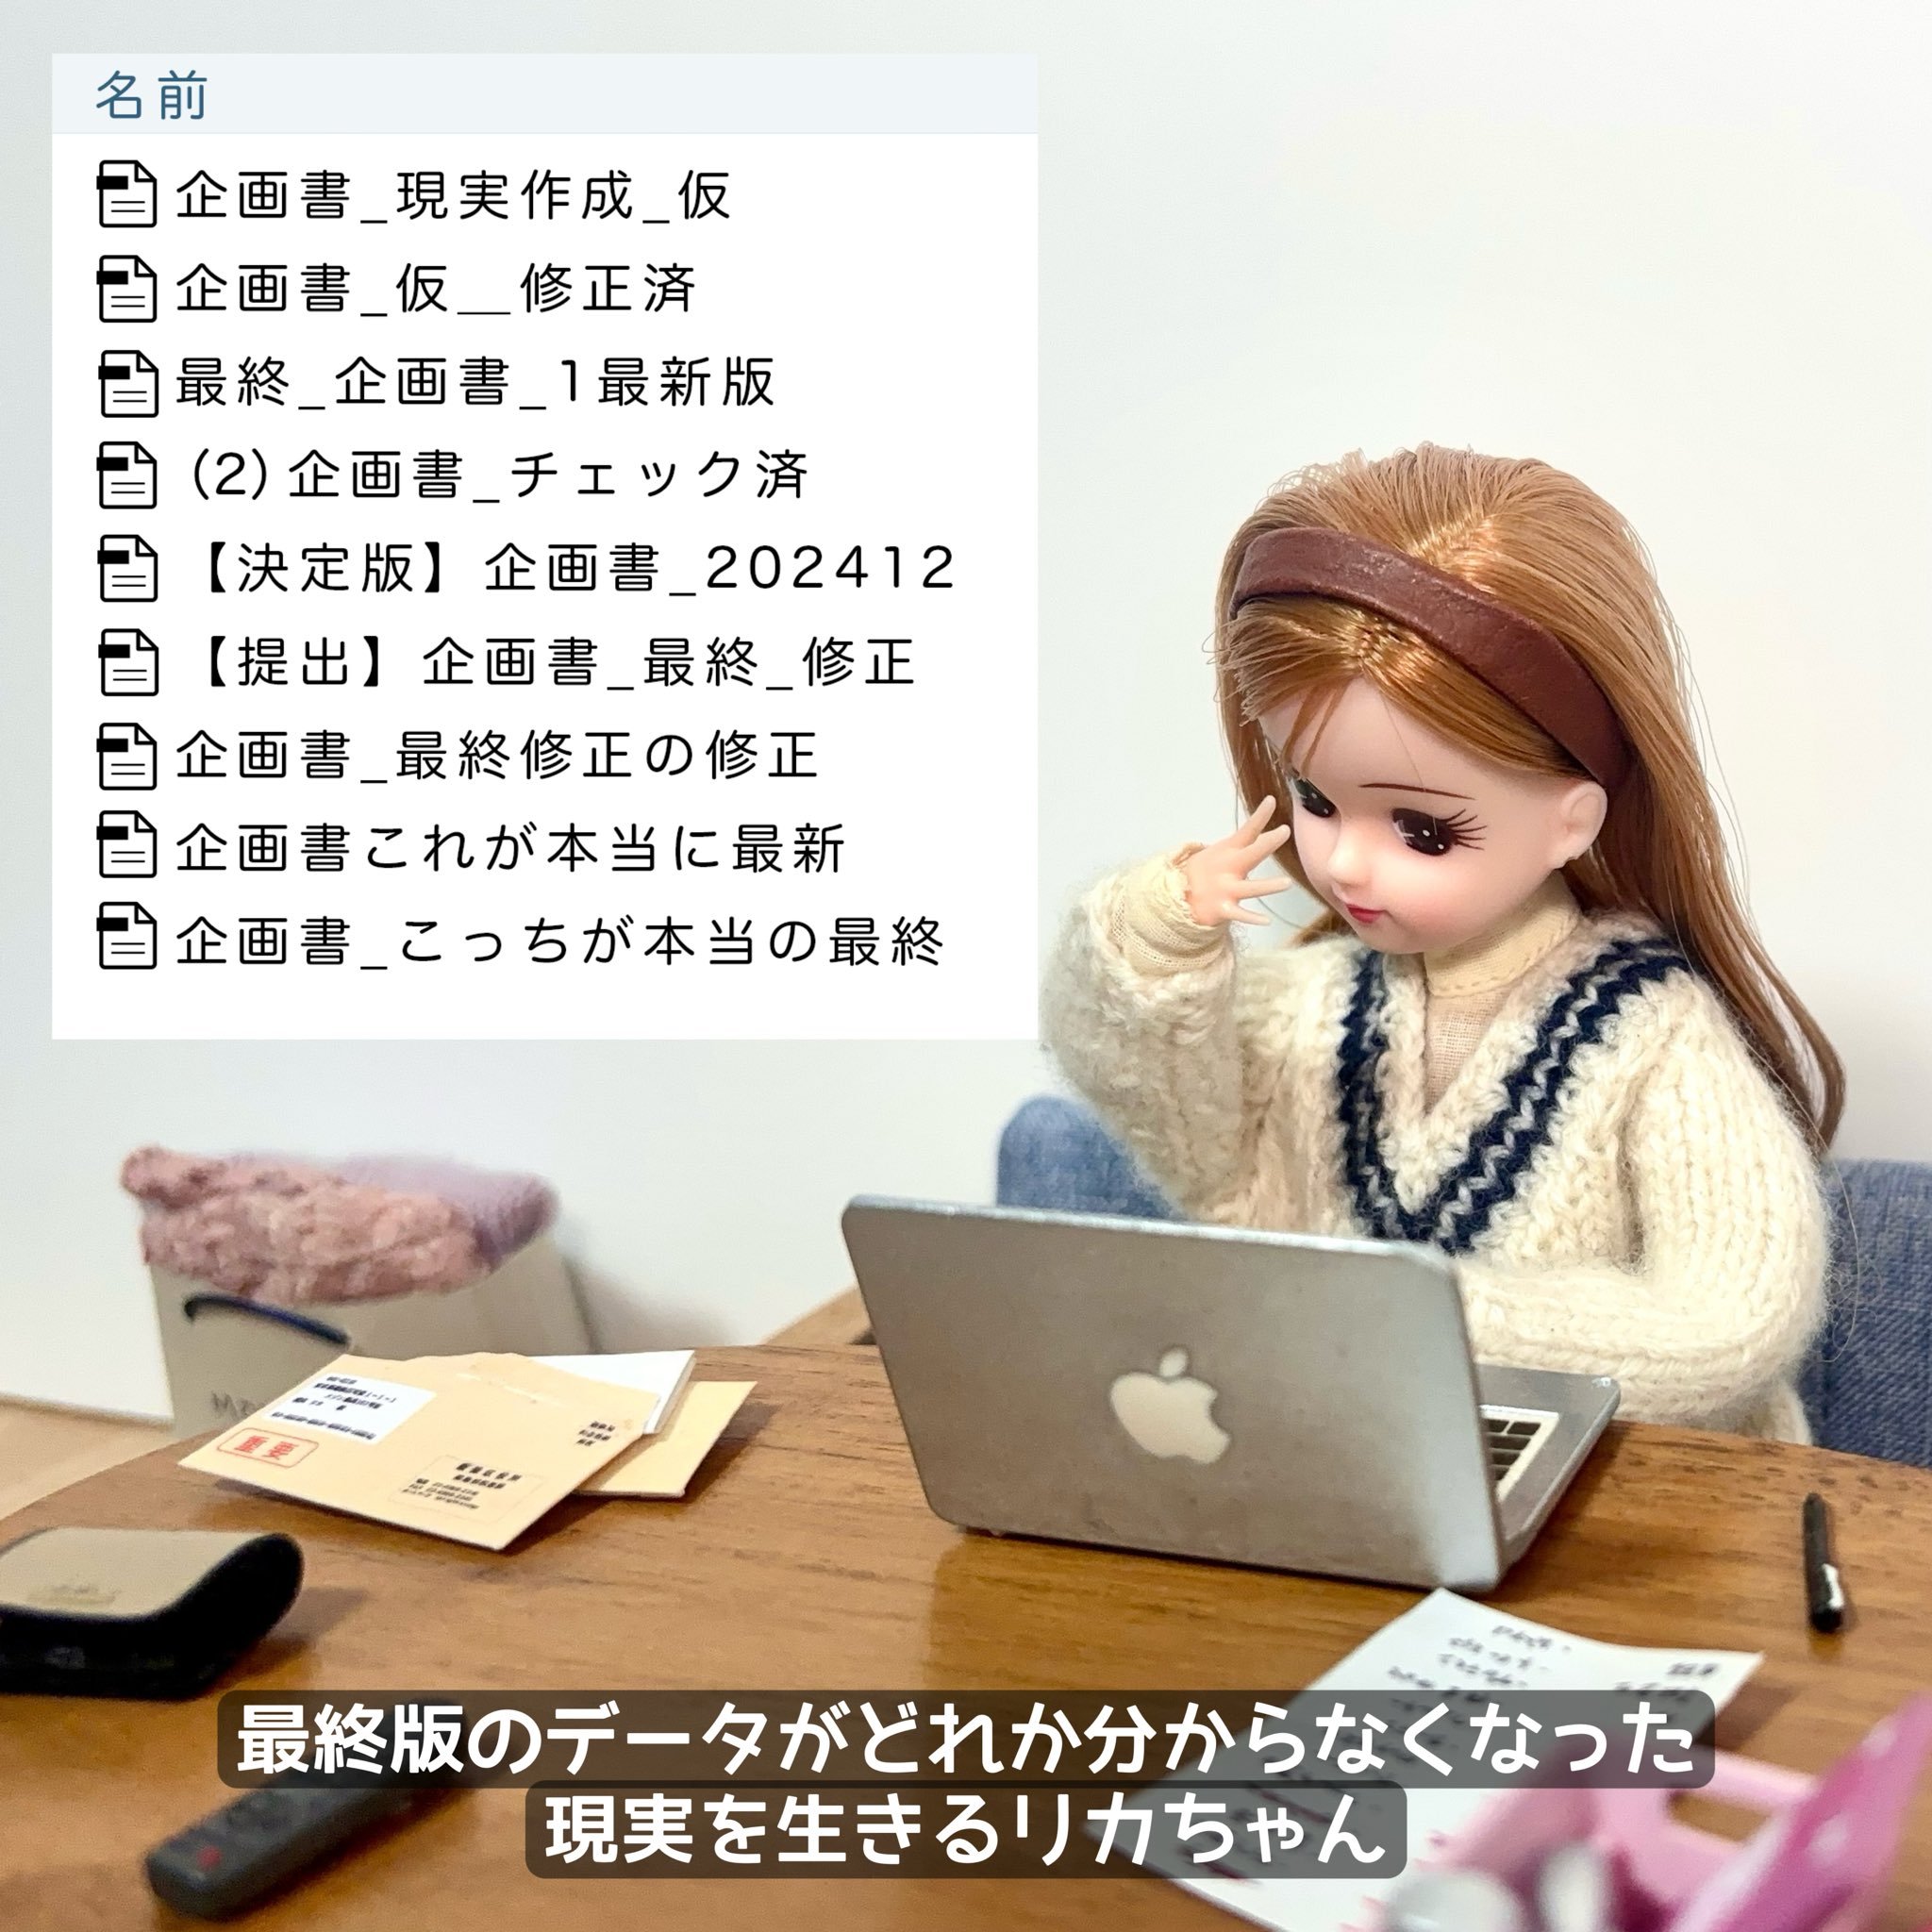 名前
企画書_現実作成_仮
企画書_仮__修正済
最終_企画書_1最新版
(2)企画書_チェック済
【決定版】企画書_202412
【提出】企画書_最終_修正
企画書_最終修正の修正
企画書これが本当に最新
企画書_こっちが本当の最終
重要
最終版のデータがどれか分からなくなった
現実を生きるリカちゃん